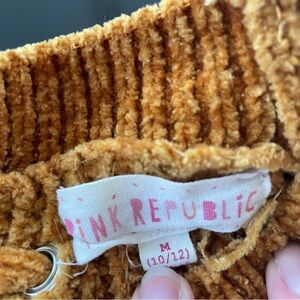 PINK REPUBLIC
M
(10/12)